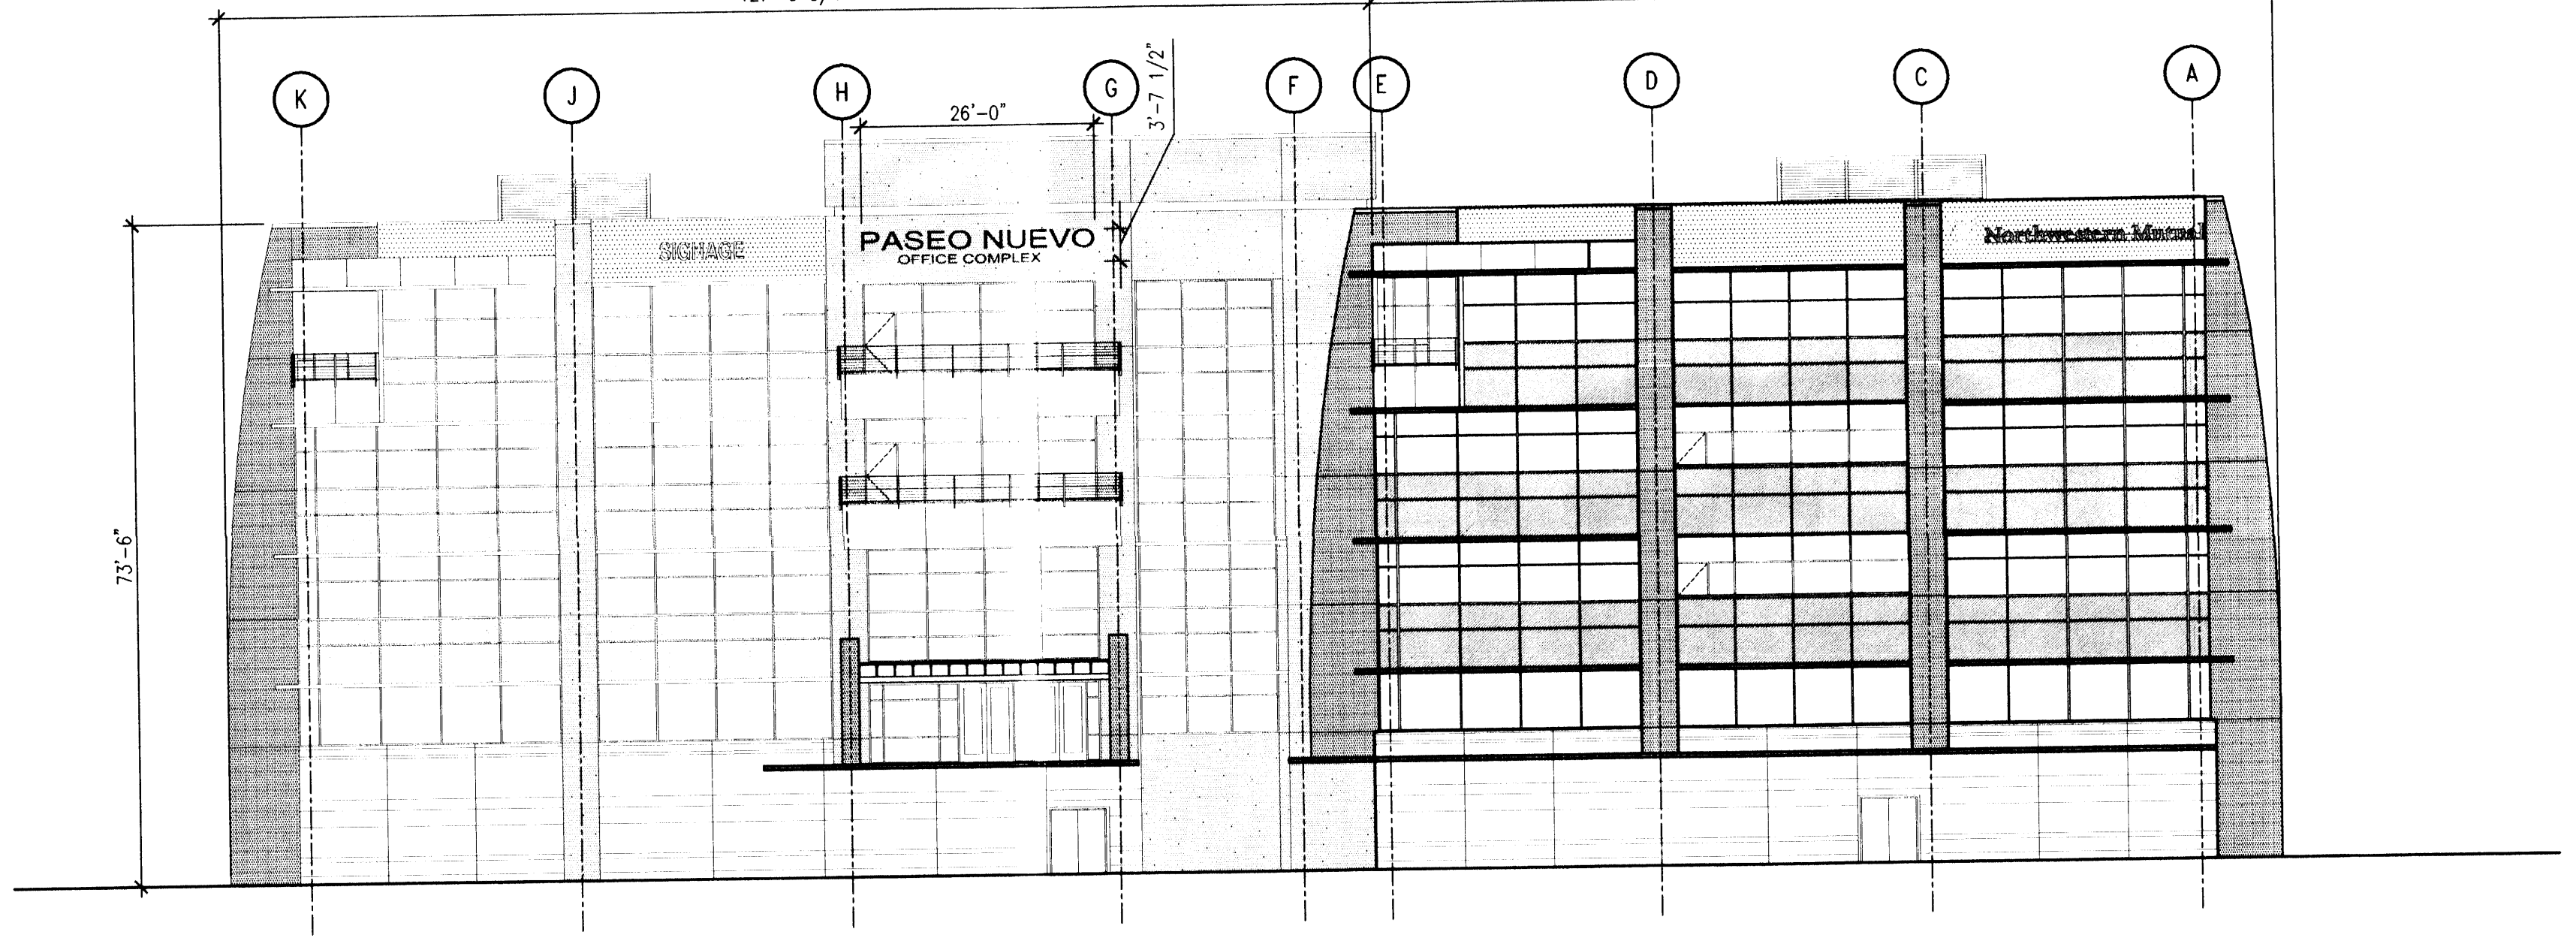 K
J
H
G
F
E
D
C
A
26'-0"
3'-7 1/2"
SIGNAGE
PASEO NUEVO
OFFICE COMPLEX
Northwestern Mutual
73'-6"